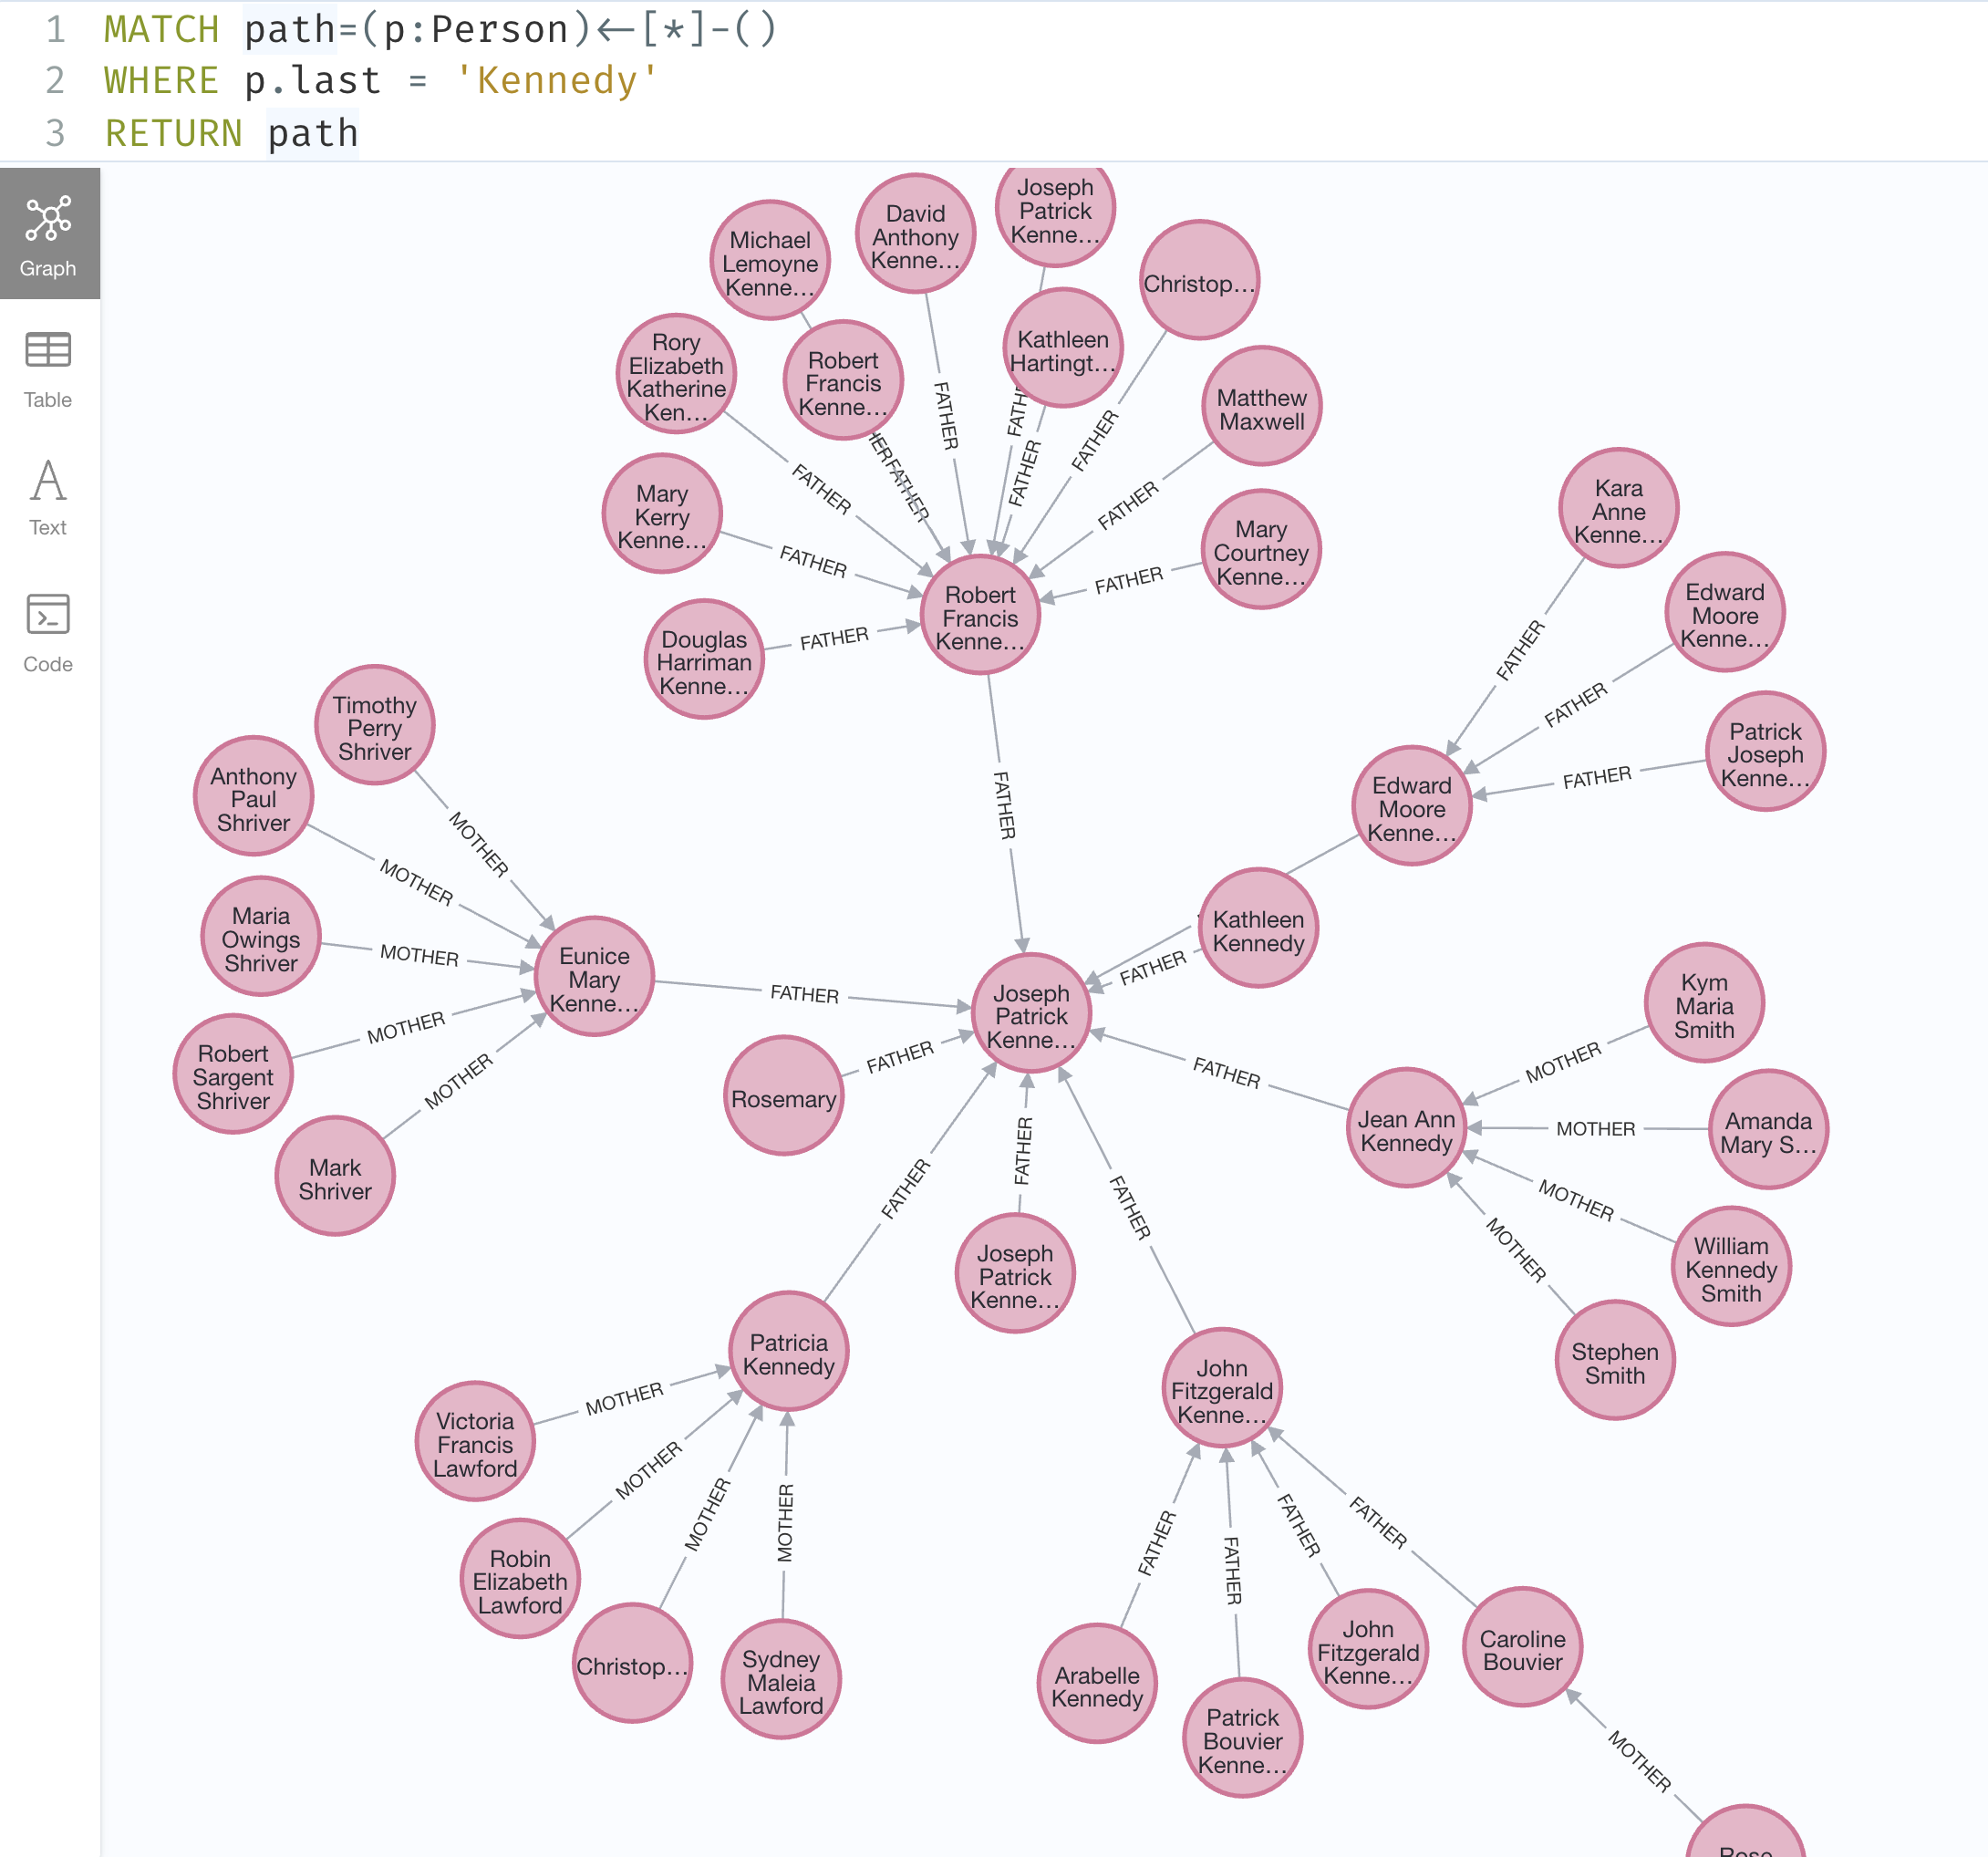 1 MATCH path=(p:Person)<-[*]-()
2 WHERE p.last = 'Kennedy'
3 RETURN path
Graph
Table
Text
Code
Joseph
Patrick
Kenne...
David
Anthony
Kenne...
Michael
Lemoyne
Kenne...
Christop...
Kathleen
Hartingt...
Rory
Elizabeth
Katherine
Ken...
Robert
Francis
Kenne...
Matthew
Maxwell
Mary
Kerry
Kenne...
Mary
Courtney
Kenne...
Douglas
Harriman
Kenne...
Robert
Francis
Kenne...
FATHER
FATH
FATHER
FATHER
FATHER
HERFATHER
FATHER
FATHER
FATHER
FATHER
FATHER
Kara
Anne
Kenne...
Edward
Moore
Kenne...
Patrick
Joseph
Kenne...
Edward
Moore
Kenne...
FATHER
FATHER
FATHER
Timothy
Perry
Shriver
Anthony
Paul
Shriver
Maria
Owings
Shriver
Robert
Sargent
Shriver
Mark
Shriver
Eunice
Mary
Kenne...
MOTHER
MOTHER
MOTHER
MOTHER
MOTHER
FATHER
FATHER
Kathleen
Kennedy
FATHER
Joseph
Patrick
Kenne...
Rosemary
FATHER
FATHER
Kym
Maria
Smith
Jean Ann
Kennedy
Amanda
Mary S...
William
Kennedy
Smith
Stephen
Smith
MOTHER
MOTHER
MOTHER
MOTHER
FATHER
FATHER
FATHER
Joseph
Patrick
Kenne...
Patricia
Kennedy
Victoria
Francis
Lawford
Robin
Elizabeth
Lawford
Christop...
Sydney
Maleia
Lawford
MOTHER
MOTHER
MOTHER
MOTHER
John
Fitzgerald
Kenne...
FATHER
FATHER
FATHER
FATHER
Arabelle
Kennedy
Patrick
Bouvier
Kenne...
John
Fitzgerald
Kenne...
Caroline
Bouvier
MOTHER
Rose